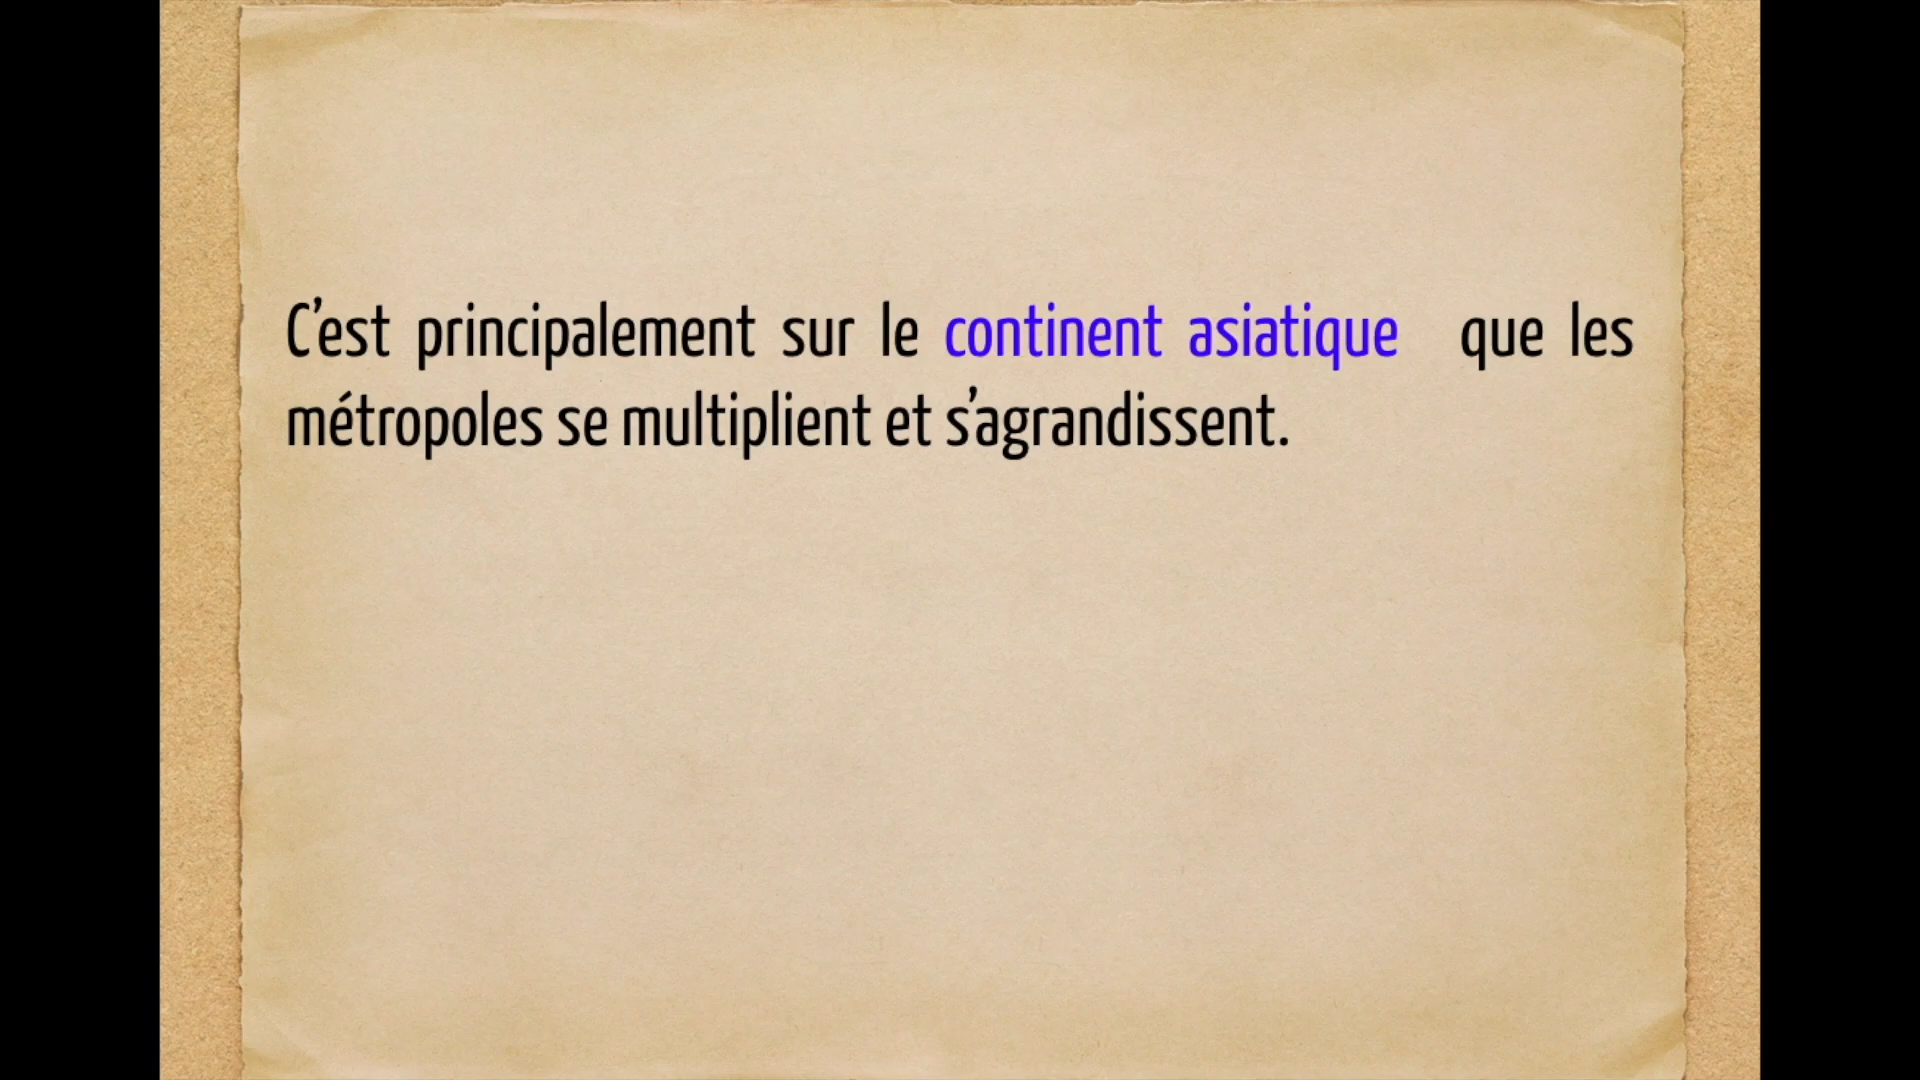 C’est principalement sur le continent asiatique que les
métropoles se multiplient et s’agrandissent.